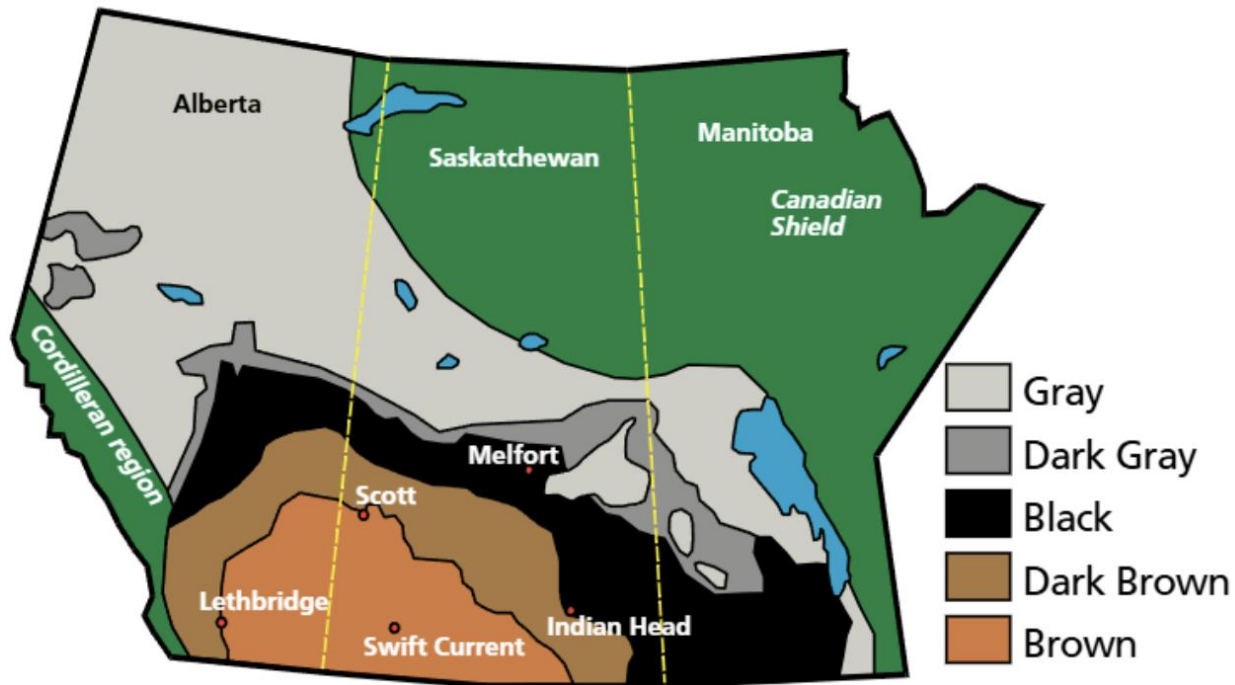 Alberta
Saskatchewan
Manitoba
Canadian
Shield
Cordilleran region
Melfort
Scott
Lethbridge
Swift Current
Indian Head
Gray
Dark Gray
Black
Dark Brown
Brown